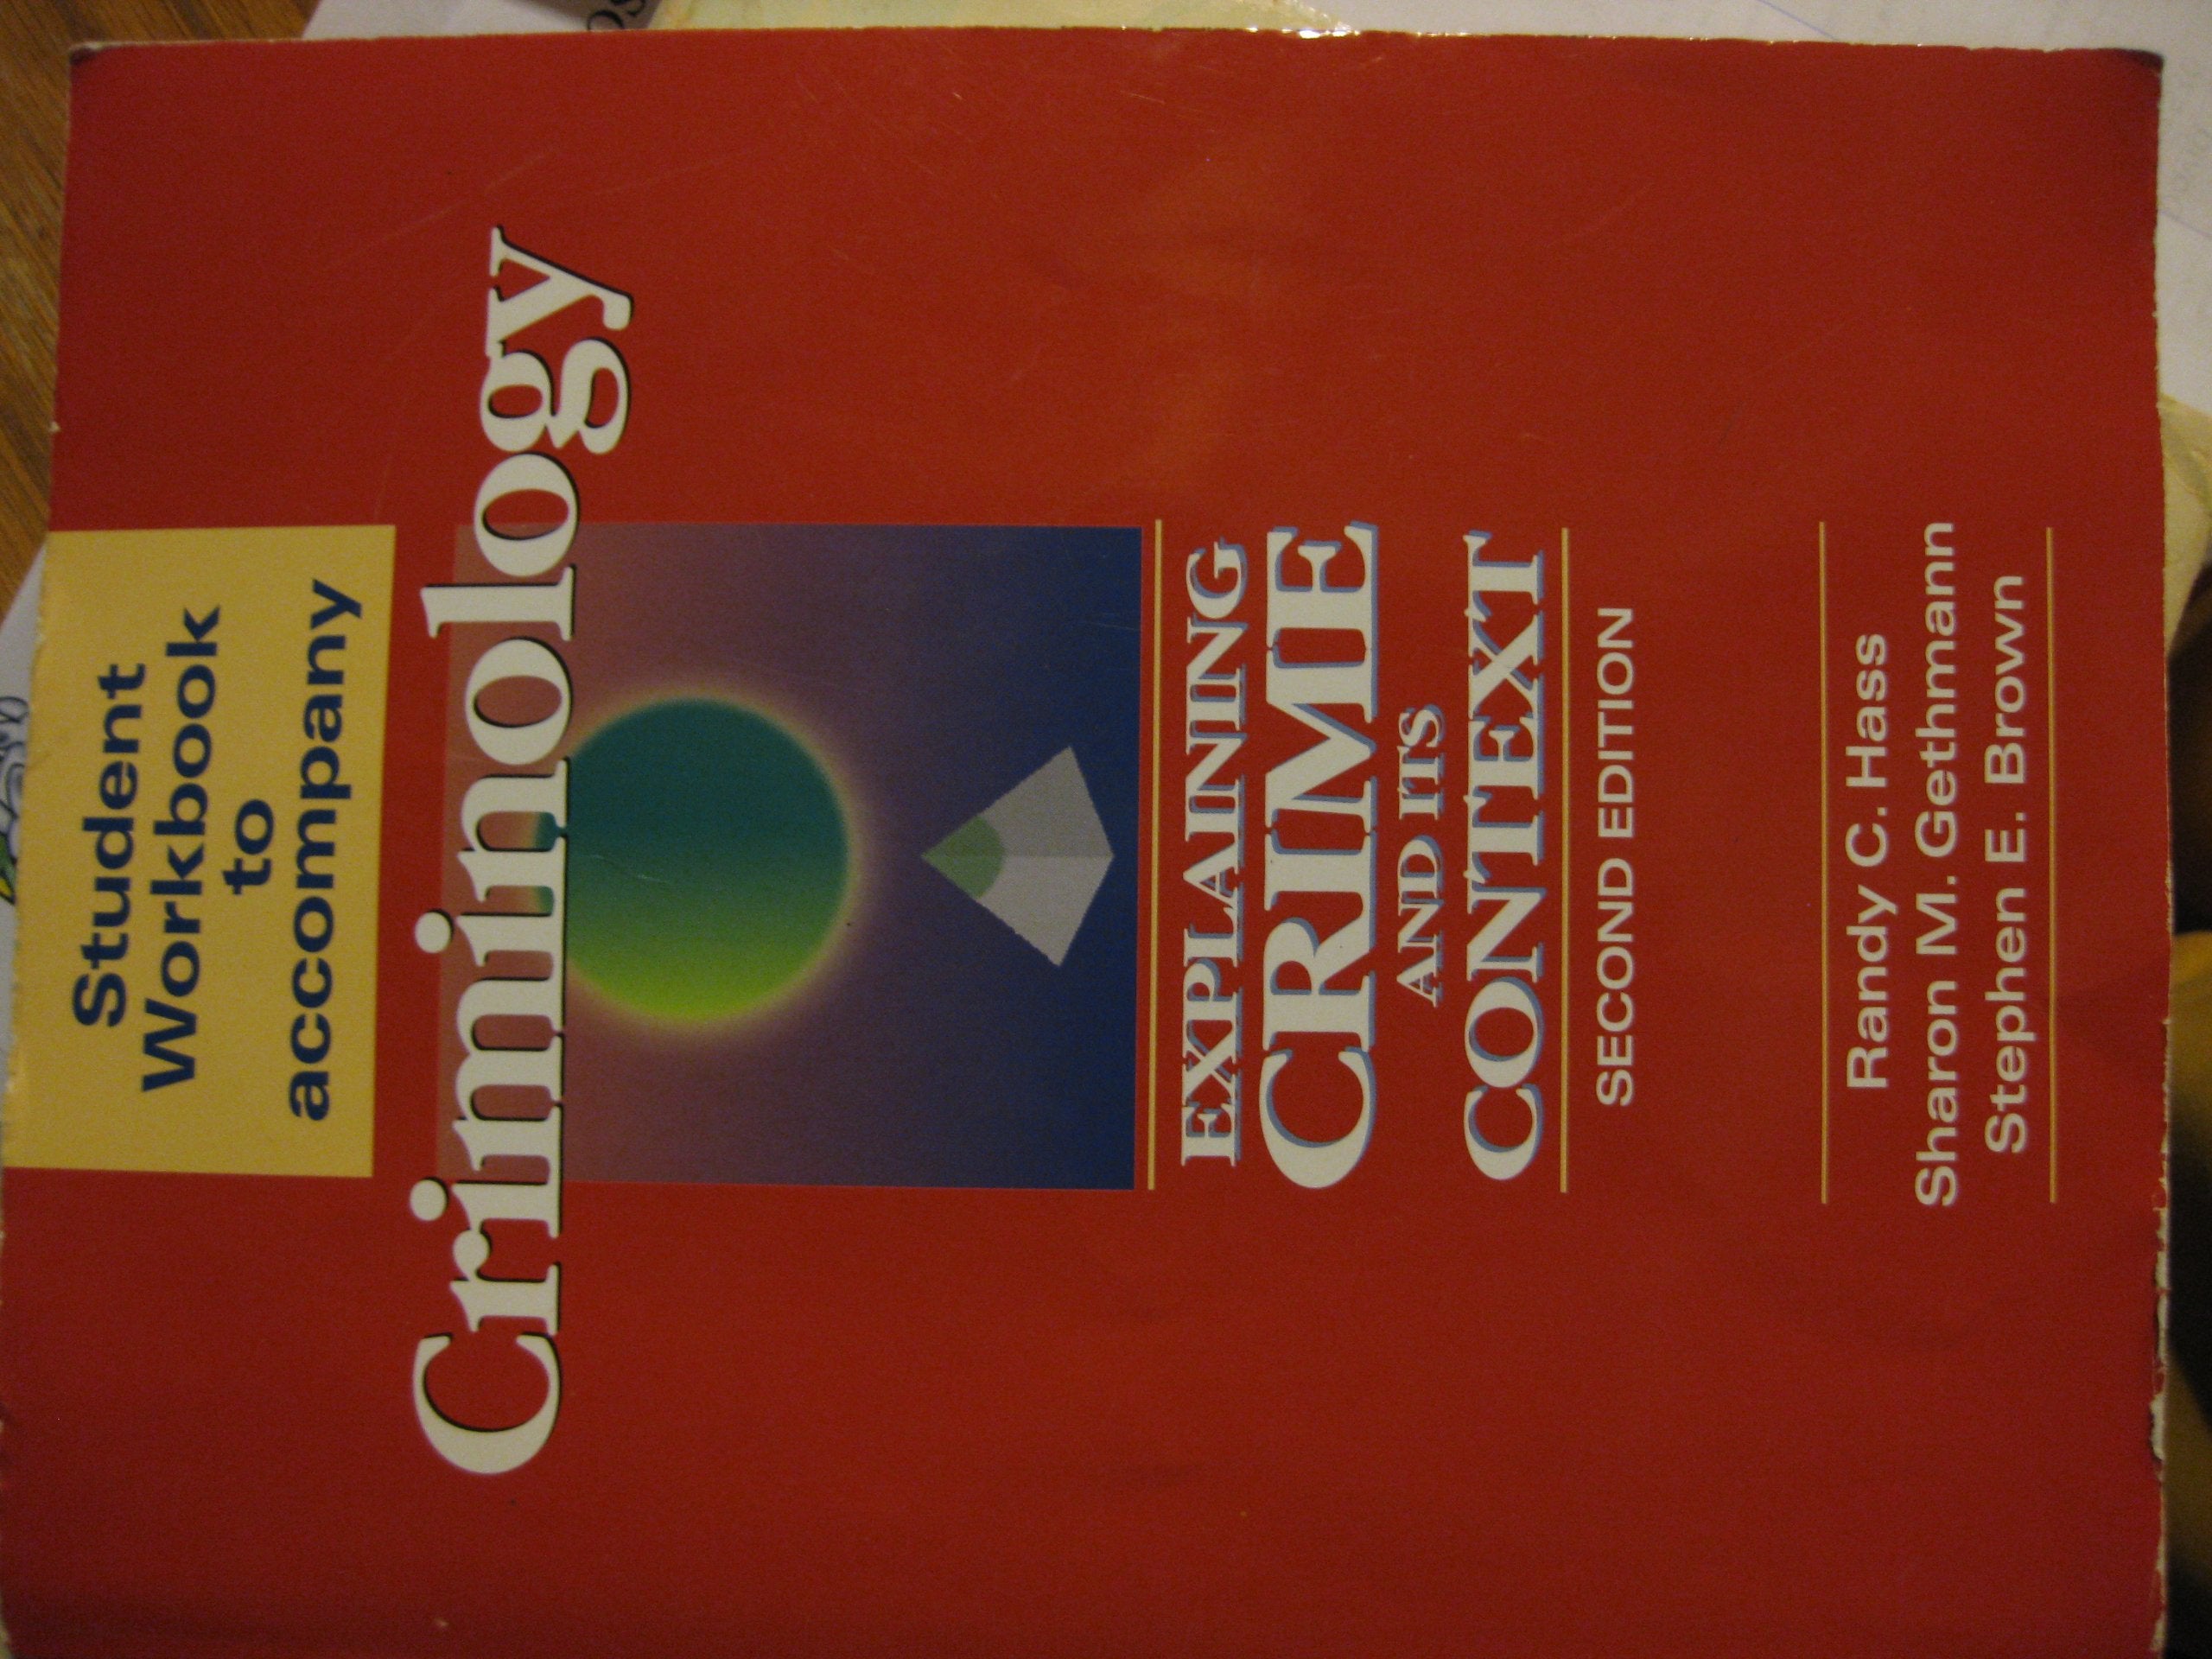 Student
Workbook
to
accompany
Criminology
EXPLAINING
CRIME
AND ITS
CONTEXT
SECOND EDITION
Randy C. Hass
Sharon M. Gethmann
Stephen E. Brown